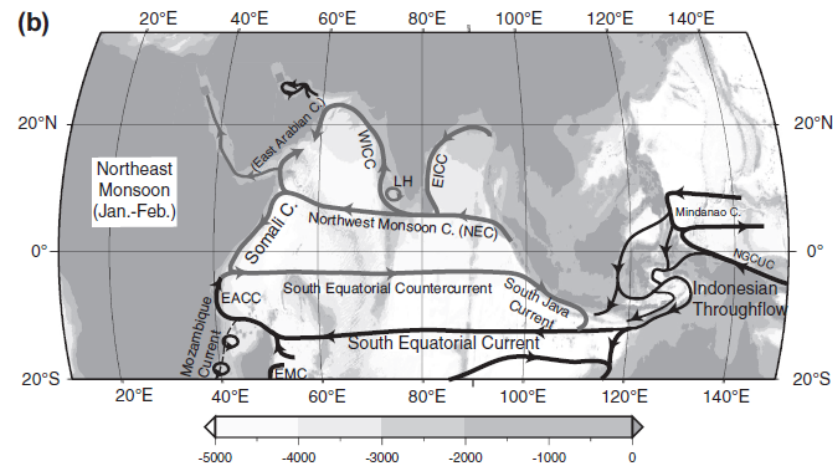 (b)
20°E 40°E 60°E 80°E 100°E 120°E 140°E
20°N
20°N
(East Arabian C.)
WICC
EICC
LH
Northeast
Monsoon
(Jan.-Feb.)
Northwest Monsoon C. (NEC)
Somali C.
Mindanao C.
0°
0°
NGCUC
South Equatorial Countercurrent
South Java
Current
Indonesian
Throughflow
EACC
Mozambique
Current
South Equatorial Current
EMC
20°S
20°S
20°E 40°E 60°E 80°E 100°E 120°E 140°E
-5000 -4000 -3000 -2000 -1000 0